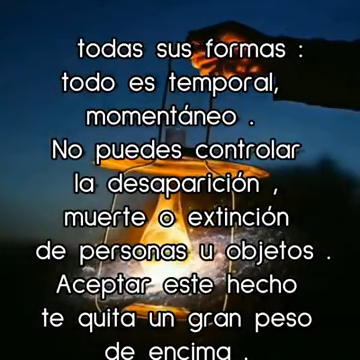 todas sus formas :
todo es temporal,
momentáneo .
No puedes controlar
la desaparición ,
muerte o extinción
de personas u objetos .
Aceptar este hecho
te quita un gran peso
de encima .